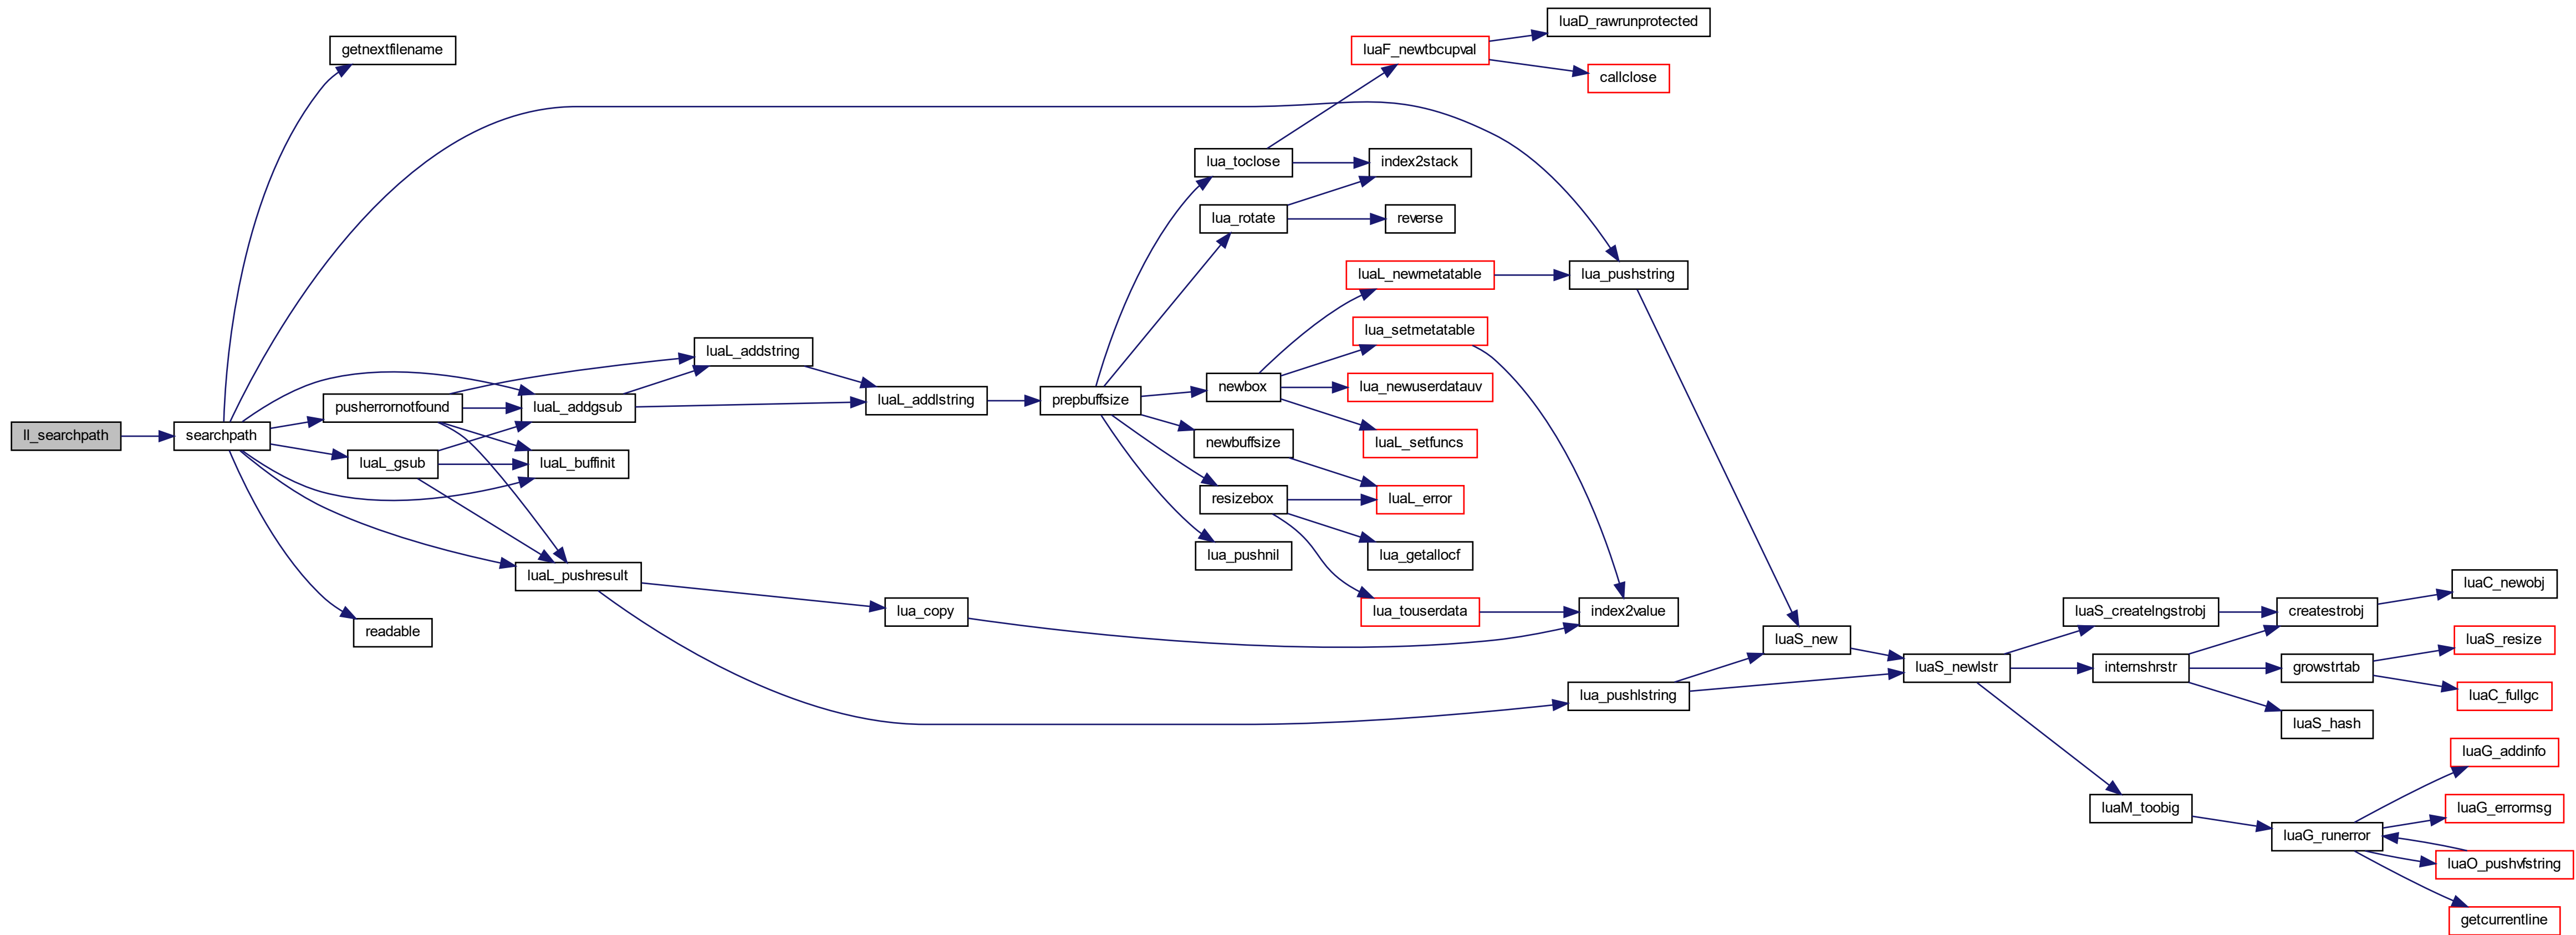 ll_searchpath
searchpath
getnextfilename
pusherrornotfound
luaL_gsub
readable
luaL_addgsub
luaL_buffinit
luaL_pushresult
luaL_addstring
luaL_addlstring
lua_copy
prepbuffsize
lua_toclose
lua_rotate
newbox
newbuffsize
resizebox
lua_pushnil
luaF_newtbcupval
index2stack
reverse
luaL_newmetatable
lua_setmetatable
lua_newuserdatauv
luaL_setfuncs
luaL_error
lua_getallocf
lua_touserdata
luaD_rawrunprotected
callclose
lua_pushstring
index2value
lua_pushlstring
luaS_new
luaS_newlstr
luaS_createlngstrobj
internshrstr
luaM_toobig
createstrobj
growstrtab
luaS_hash
luaG_runerror
luaC_newobj
luaS_resize
luaC_fullgc
luaG_addinfo
luaG_errormsg
luaO_pushvfstring
getcurrentline